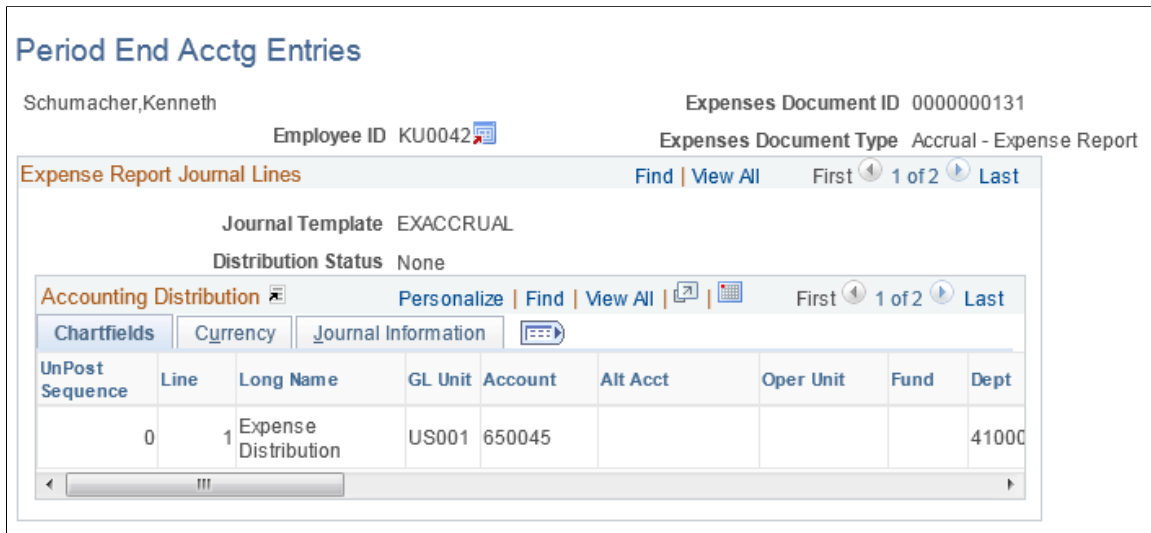 Period End Acctg Entries
Schumacher,Kenneth
Expenses Document ID 0000000131
Employee ID KU0042
Expenses Document Type Accrual - Expense Report
Expense Report Journal Lines Find | View All First 1 of 2 Last
Journal Template EXACCRUAL
Distribution Status None
Accounting Distribution Personalize | Find | View All | | First 1 of 2 Last
Chartfields Currency Journal Information
UnPost Sequence Line Long Name GL Unit Account Alt Acct Oper Unit Fund Dept
0 1 Expense Distribution US001 650045 41000